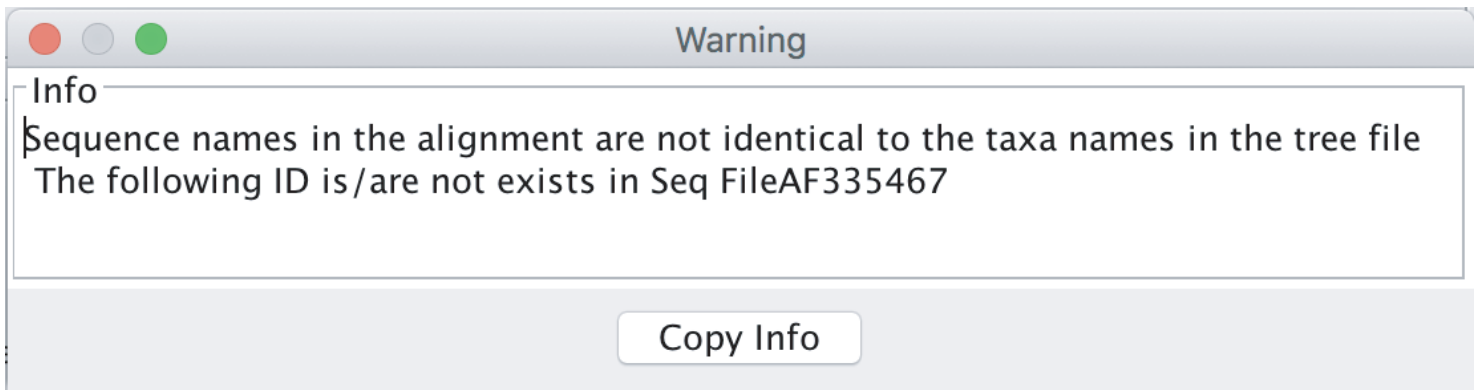 Warning
Info
Sequence names in the alignment are not identical to the taxa names in the tree file
The following ID is/are not exists in Seq FileAF335467
Copy Info